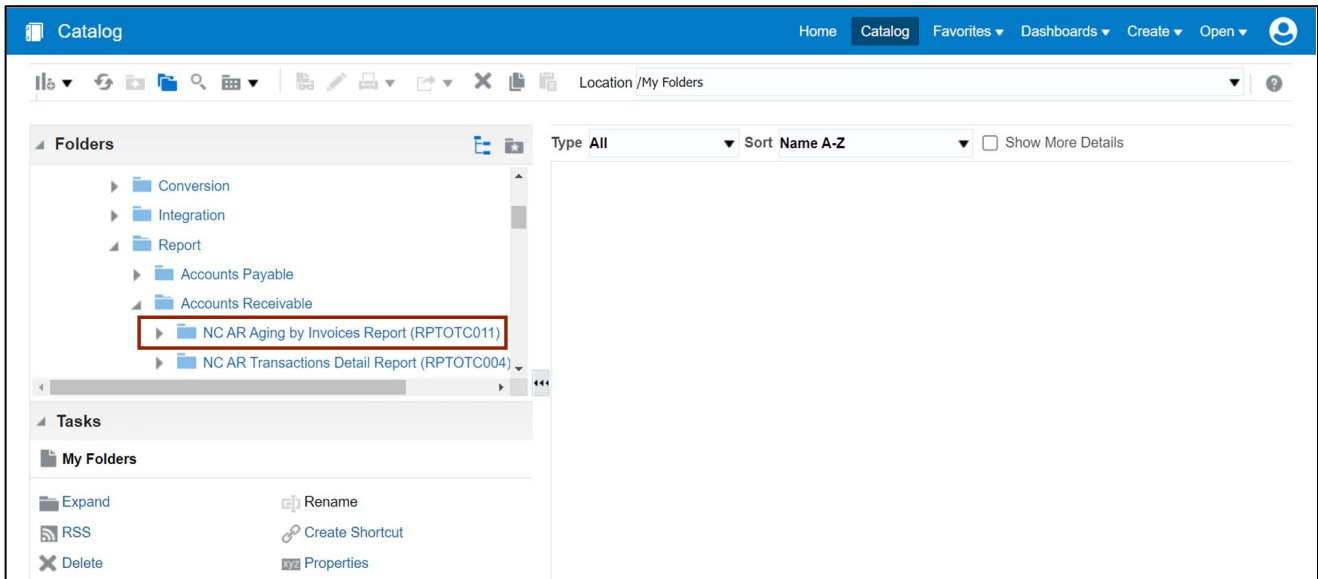 Catalog
Home Catalog Favorites Dashboards Create Open
Location /My Folders
Folders
Type All Sort Name A-Z Show More Details
Conversion
Integration
Report
Accounts Payable
Accounts Receivable
NC AR Aging by Invoices Report (RPTOTC011)
NC AR Transactions Detail Report (RPTOTC004)
Tasks
My Folders
Expand Rename
RSS Create Shortcut
Delete xyz Properties